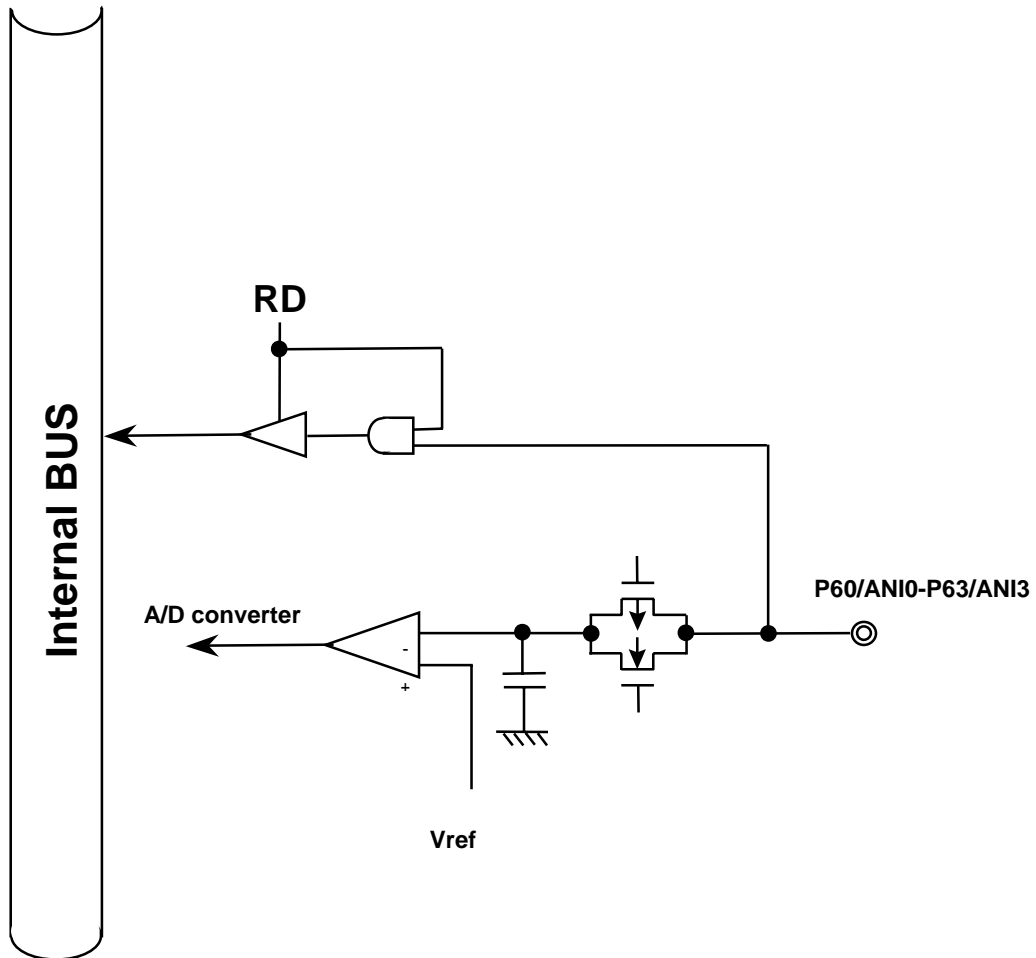 RD
Internal BUS
P60/ANI0-P63/ANI3
A/D converter
-
+
Vref